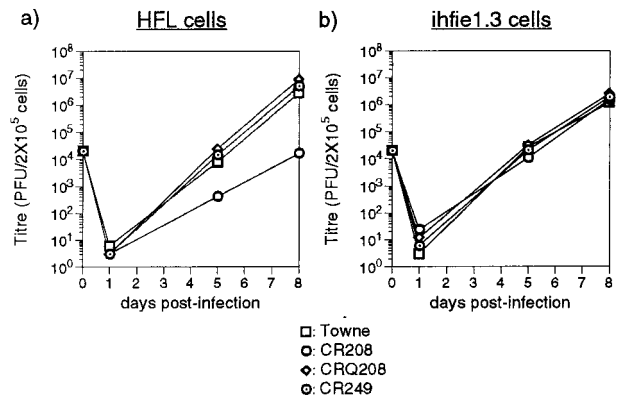 a) HFL cells
b) ihfie1.3 cells
Titre (PFU/2X10⁵ cells)
10⁸
10⁷
10⁶
10⁵
10⁴
10³
10²
10¹
10⁰
0 1 2 3 4 5 6 7 8
days post-infection
Titre (PFU/2X10⁵ cells)
10⁸
10⁷
10⁶
10⁵
10⁴
10³
10²
10¹
10⁰
0 1 2 3 4 5 6 7 8
days post-infection
: Towne
: CR208
: CRQ208
: CR249